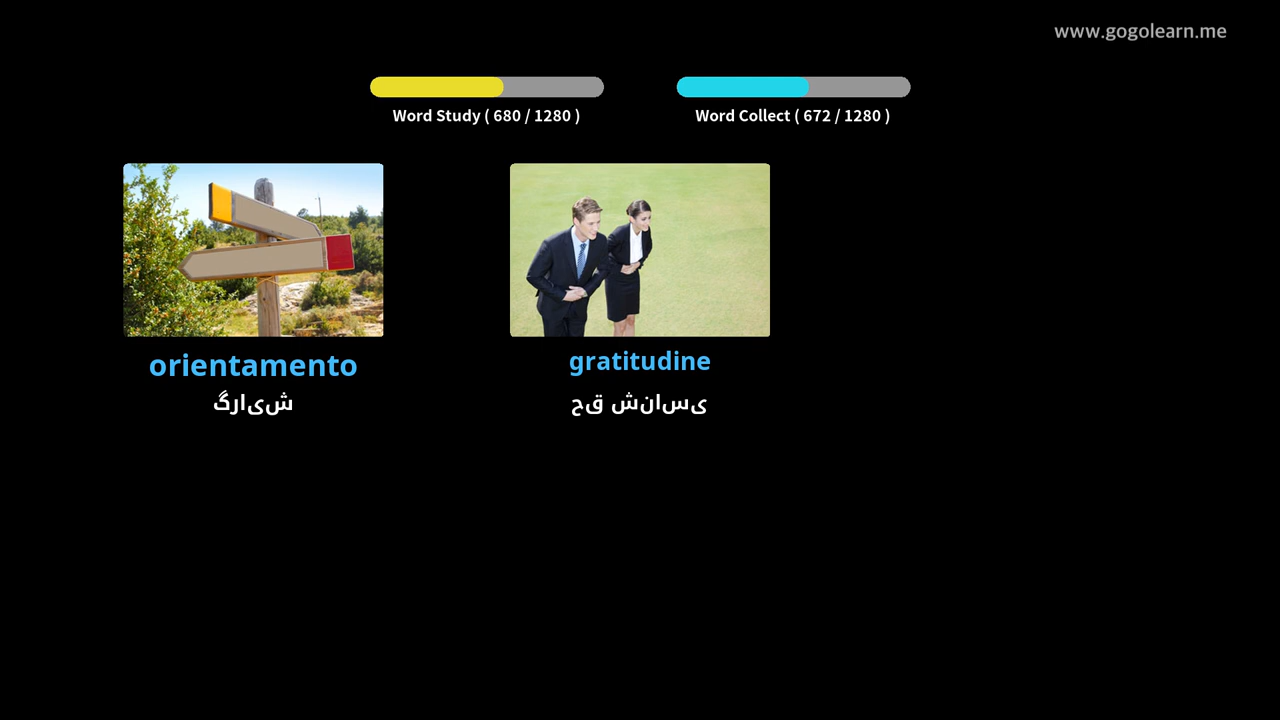 www.gogolearn.me
Word Study ( 680 / 1280 )
Word Collect ( 672 / 1280 )
orientamento
شیارگ
gratitudine
یسانش قح